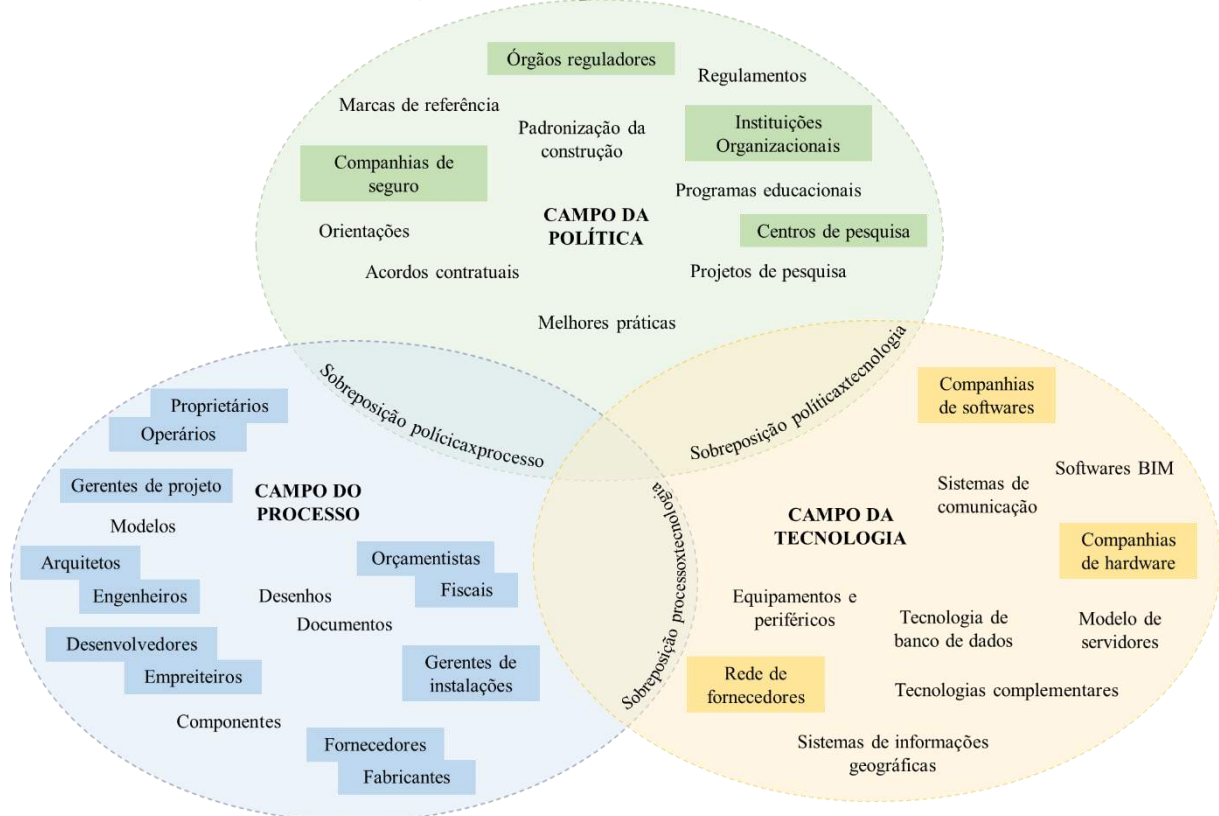 Órgãos reguladores
Regulamentos
Marcas de referência
Padronização da
construção
Instituições
Organizacionais
Companhias de
seguro
Programas educacionais
CAMPO DA
POLÍTICA
Orientações
Centros de pesquisa
Acordos contratuais
Projetos de pesquisa
Melhores práticas
Sobreposição polícicaxprocesso
Sobreposição políticaxtecnologia
Sobreposição processoxtecnologia
Proprietários
Operários
Gerentes de projeto
CAMPO DO
PROCESSO
Modelos
Arquitetos
Engenheiros
Orçamentistas
Fiscais
Desenhos
Documentos
Desenvolvedores
Empreiteiros
Gerentes de
instalações
Componentes
Fornecedores
Fabricantes
Companhias
de softwares
Softwares BIM
Sistemas de
comunicação
CAMPO DA
TECNOLOGIA
Companhias
de hardware
Equipamentos e
periféricos
Tecnologia de
banco de dados
Modelo de
servidores
Rede de
fornecedores
Tecnologias complementares
Sistemas de informações
geográficas